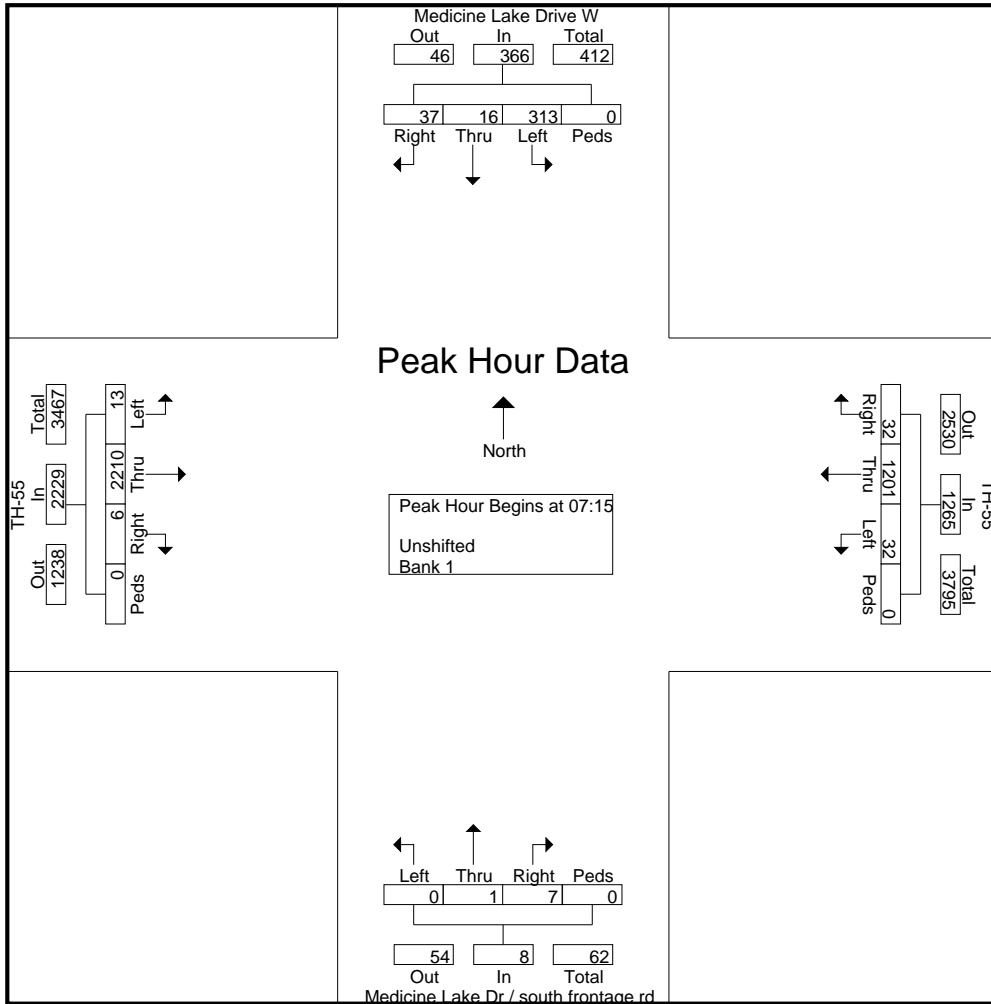 Medicine Lake Drive W
Out In Total
46 366 412
37 16 313 0
Right Thru Left Peds
Peak Hour Data
North
Peak Hour Begins at 07:15
Unshifted
Bank 1
TH-55
Total In Out
3467 2229 1238
13 2210 6 0
Left Thru Right Peds
TH-55
Out In Total
2530 1265 3795
32 1201 32 0
Right Thru Left Peds
Left Thru Right Peds
0 1 7 0
54 8 62
Out In Total
Medicine Lake Dr / south frontage rd